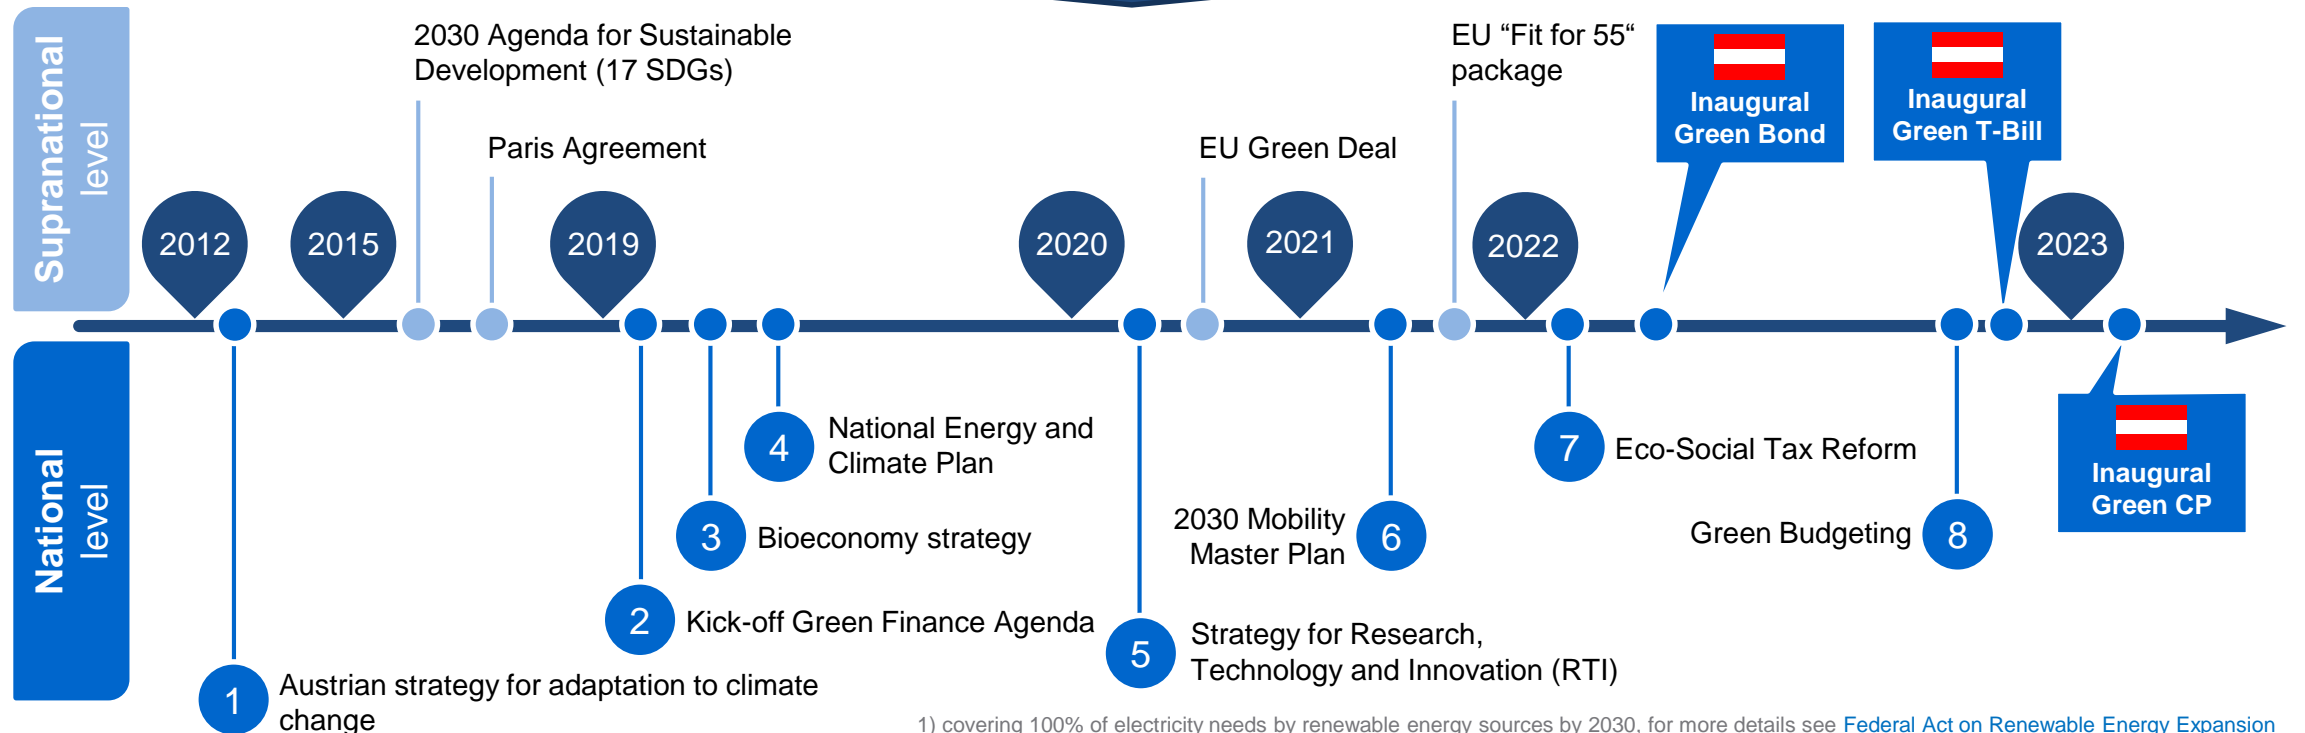 Supranational
level
2030 Agenda for Sustainable
Development (17 SDGs)
Paris Agreement
EU Green Deal
EU “Fit for 55“
package
Inaugural
Green Bond
Inaugural
Green T-Bill
2012
2015
2019
2020
2021
2022
2023
National
level
1
Austrian strategy for adaptation to climate
change
2
Kick-off Green Finance Agenda
3
Bioeconomy strategy
4
National Energy and
Climate Plan
5
Strategy for Research,
Technology and Innovation (RTI)
2030 Mobility
Master Plan
6
7
Eco-Social Tax Reform
Green Budgeting
8
Inaugural
Green CP
1) covering 100% of electricity needs by renewable energy sources by 2030, for more details see Federal Act on Renewable Energy Expansion